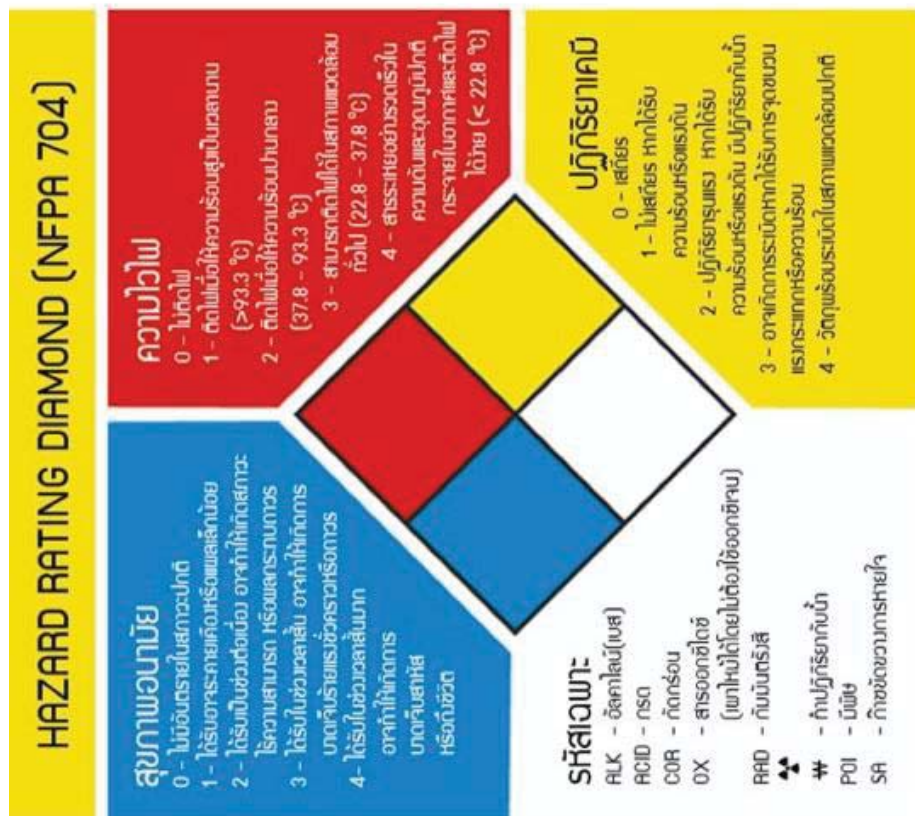 HAZARD RATING DIAMOND (NFPA 704)
สุขภาพอนามัย
0 - ไม่มีอันตรายในสภาวะปกติ
1 - ได้รับอาจระคายเคืองหรือแผลเล็กน้อย
2 - ได้รับเป็นช่วงต่อเนื่อง อาจทำให้เกิดสภาวะ
ไร้ความสามารถ หรือผลกระทบถาวร
3 - ได้รับในช่วงเวลาสั้น อาจทำให้เกิดการ
บาดเจ็บร้ายแรงชั่วคราวหรือถาวร
4- ได้รับในช่วงเวลาสั้นมาก
อาจทำให้เกิดการ
บาดเจ็บสาหัส
หรือถึงชีวิต
ความไวไฟ
0 - ไม่ติดไฟ
1 - ติดไฟเมื่อให้ความร้อนสูงเป็นเวลานาน
(>93.3 °C)
2 - ติดไฟเมื่อให้ความร้อนปานกลาง
(37.8 - 93.3 °C)
3 - สามารถติดไฟได้ในสภาพแวดล้อม
ทั่วไป (22.8 - 37.8 °C)
4 - สารระเหยอย่างรวดเร็วใน
ความดันและอุณภูมิปกติ
กระจายในอากาศและติดไฟ
ได้ง่าย (< 22.8 °C)
รหัสเฉพาะ
ALK - อัลคาไลน์(เบส)
ACID - กรด
COR - กัดกร่อน
OX - สารออกซิไดซ์
(เผาไหม้ได้โดยไม่ต้องใช้ออกซิเจน)
RAD - กัมมันตรังสี
W - ทำปฏิกิริยากับน้ำ
POI - มีพิษ
SA - ก๊าซขัดขวางการหายใจ
ปฏิกิริยาเคมี
0 - เสถียร
1 - ไม่เสถียร หากได้รับ
ความร้อนหรือแรงดัน
2 - ปฏิกิริยารุนแรง หากได้รับ
ความร้อนหรือแรงดัน มีปฏิกิริยากับน้ำ
3 - อาจเกิดการระเบิดหากได้รับการจุดชนวน
แรงกระแทกหรือความร้อน
4 - วัตถุพร้อมระเบิดในสภาพแวดล้อมปกติ